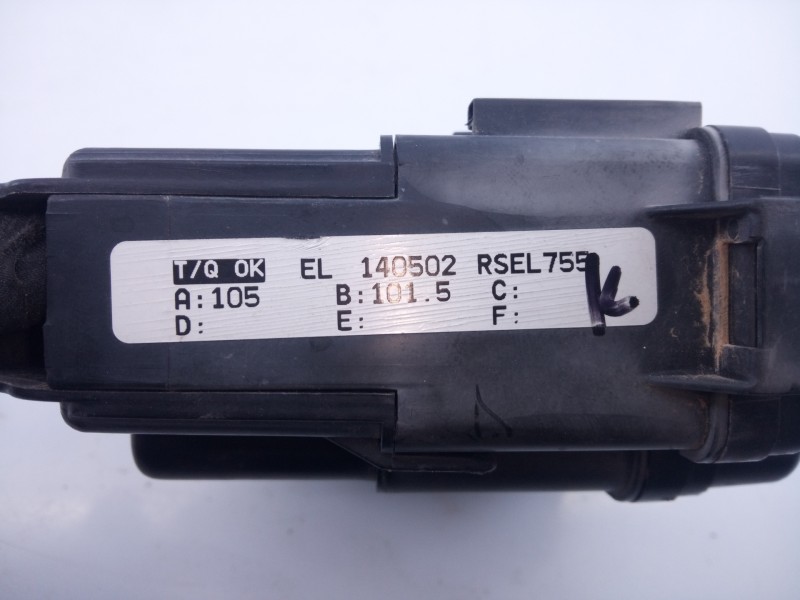 T/Q OK EL 140502 RSEL755
A:105 B:101.5 C:
D: E: F:
K